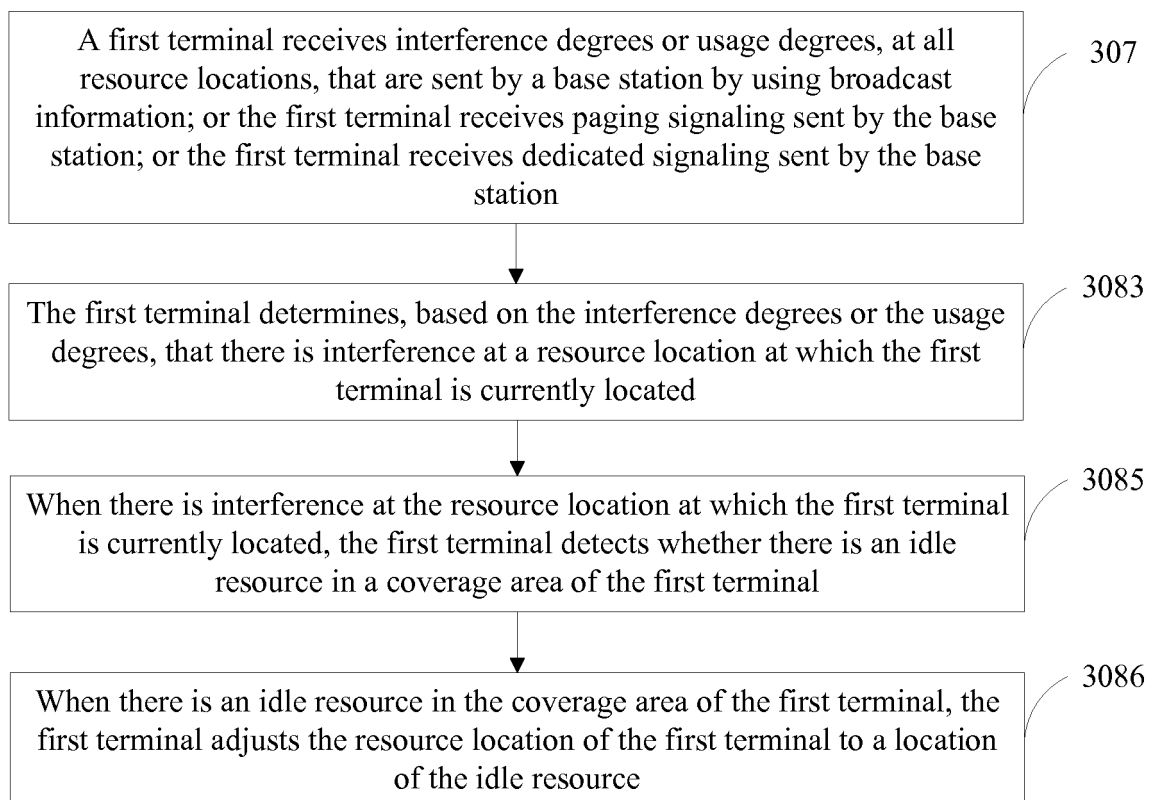 A first terminal receives interference degrees or usage degrees, at all
resource locations, that are sent by a base station by using broadcast
information; or the first terminal receives paging signaling sent by the base
station; or the first terminal receives dedicated signaling sent by the base
station
307
The first terminal determines, based on the interference degrees or the usage
degrees, that there is interference at a resource location at which the first
terminal is currently located
3083
When there is interference at the resource location at which the first terminal
is currently located, the first terminal detects whether there is an idle
resource in a coverage area of the first terminal
3085
When there is an idle resource in the coverage area of the first terminal, the
first terminal adjusts the resource location of the first terminal to a location
of the idle resource
3086